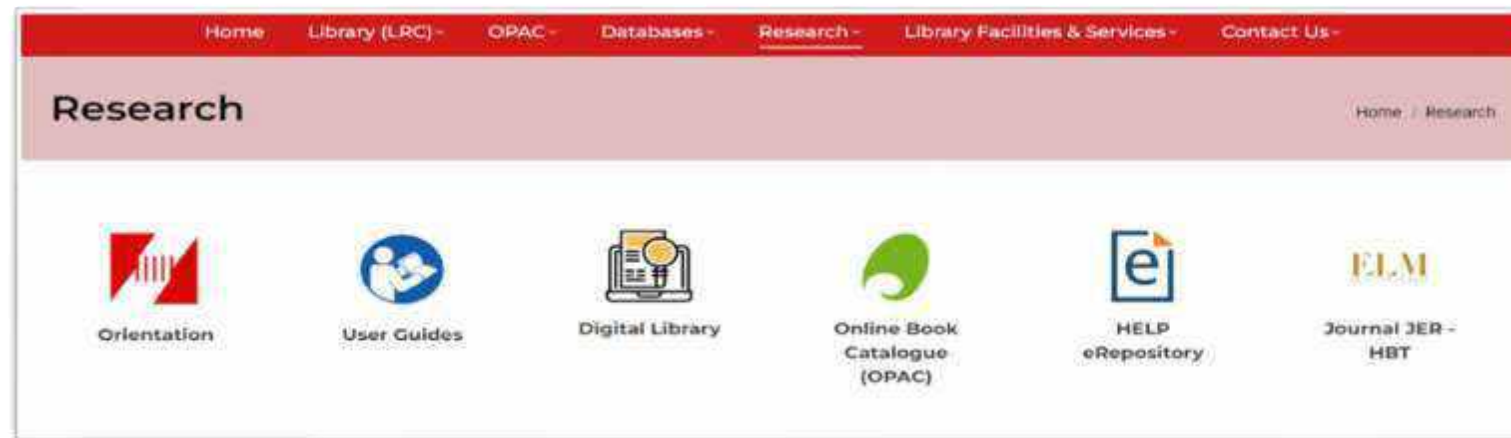 Home Library (LRC) OPAC Databases Research Library Facilities & Services Contact Us
Research
Home / Research
e
ELM
Orientation
User Guides
Digital Library
Online Book
Catalogue
(OPAC)
HELP
eRepository
Journal JER -
HBT